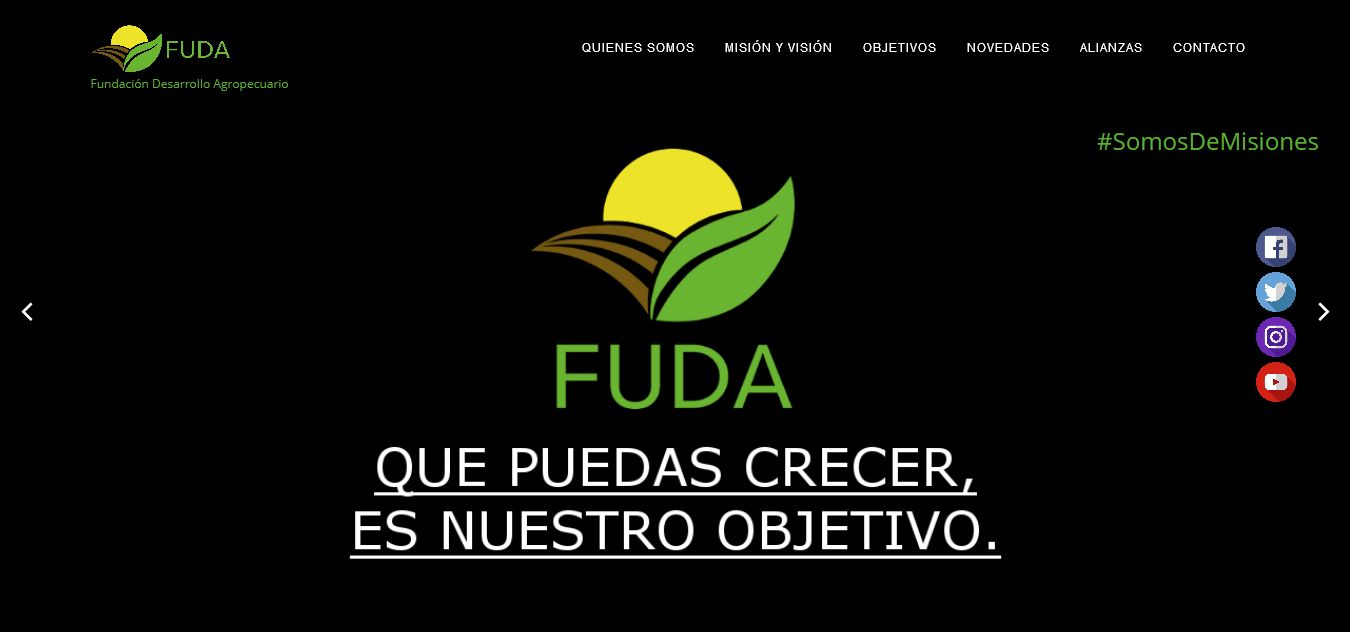 FUDA
Fundación Desarrollo Agropecuario
QUIENES SOMOS MISIÓN Y VISIÓN OBJETIVOS NOVEDADES ALIANZAS CONTACTO
#SomosDeMisiones
FUDA
QUE PUEDAS CRECER,
ES NUESTRO OBJETIVO.